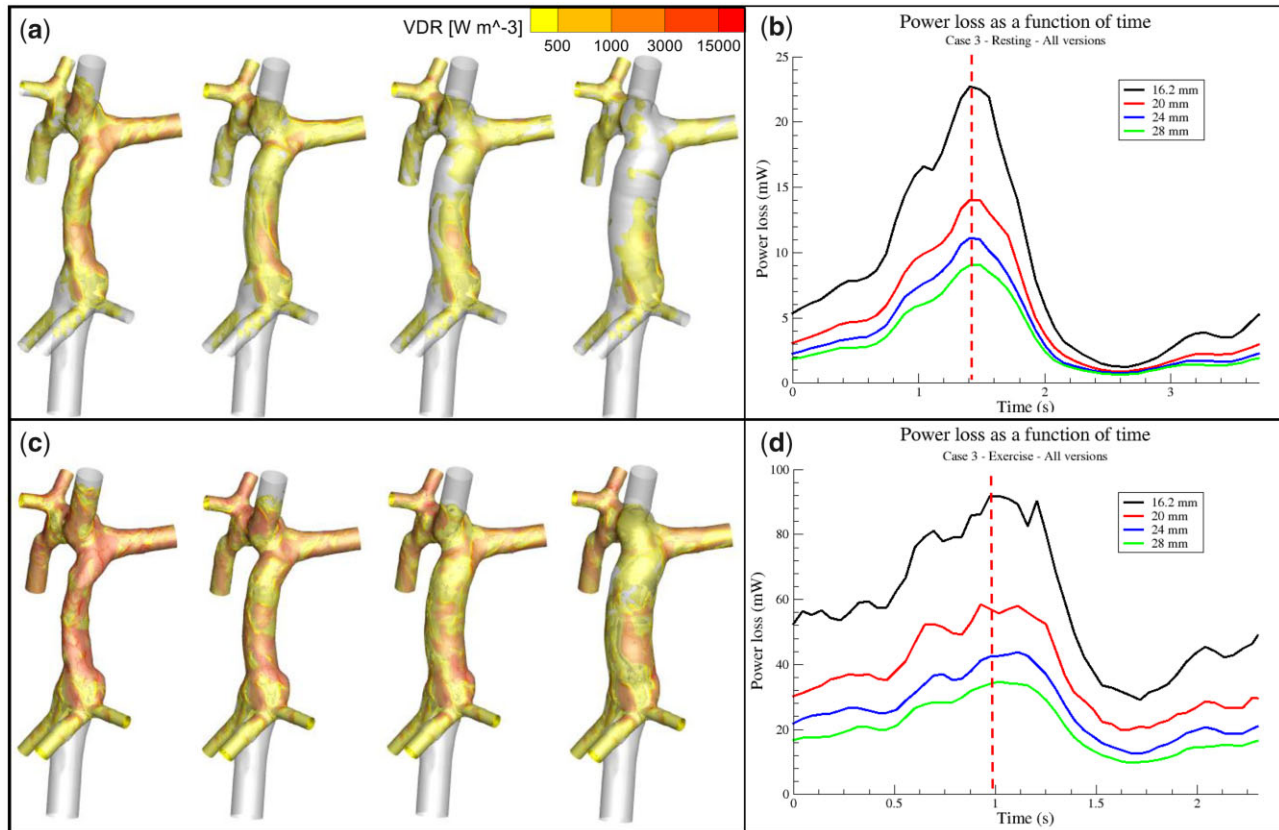 (a)
VDR [W m^-3]
500 1000 3000 15000
(b)
Power loss as a function of time
Case 3 - Resting - All versions
25
20
15
10
5
0
Power loss (mW)
16.2 mm
20 mm
24 mm
28 mm
0 1 2 3
Time (s)
(c)
(d)
Power loss as a function of time
Case 3 - Exercise - All versions
100
80
60
40
20
0
Power loss (mW)
16.2 mm
20 mm
24 mm
28 mm
0 0.5 1 1.5 2
Time (s)